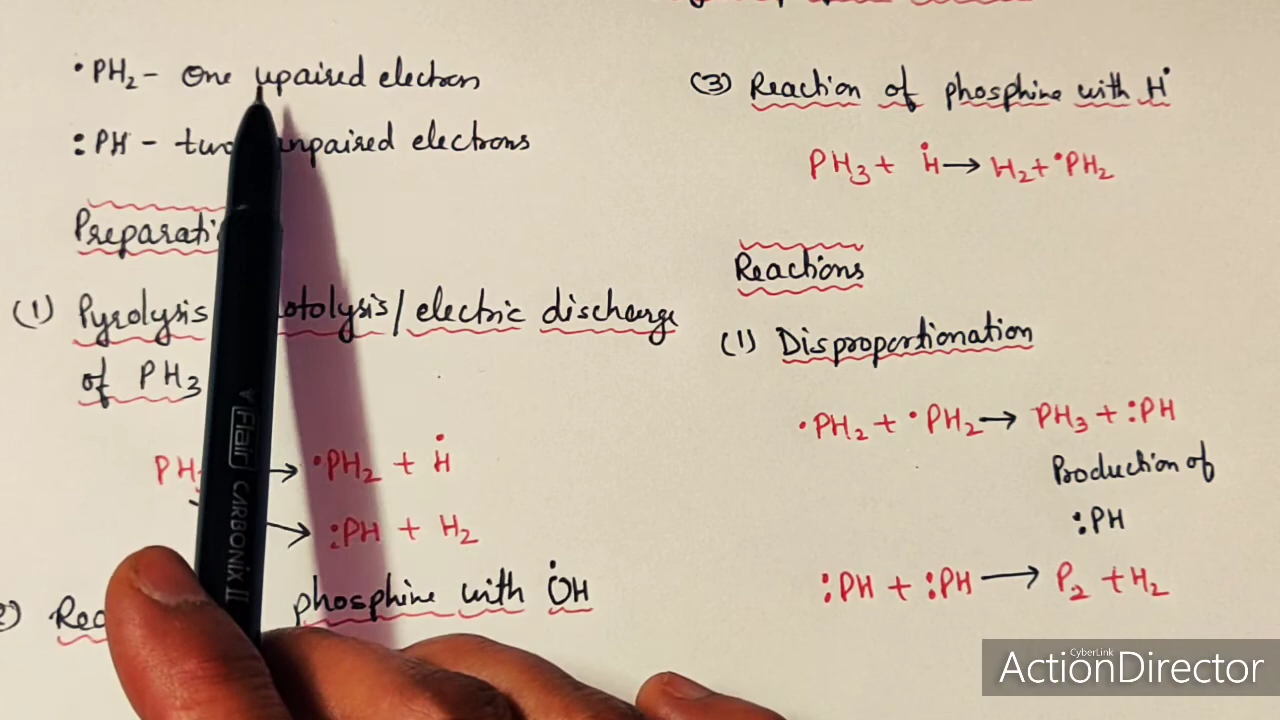 •PH₂ - One upaired electron
:PH - two unpaired electrons
Preparati
(1) Pyrolysis otolysis/electric discharge
of PH₃
PH₃ → •PH₂ + Ḣ
→ :PH + H₂
phosphine with ȮH
(3) Reaction of phosphine with H•
PH₃ + Ḣ → H₂ + •PH₂
Reactions
(1) Disproportionation
•PH₂ + •PH₂ → PH₃ + :PH
Production of
:PH
:PH + :PH → P₂ + H₂
Flair CARBONIX II
CyberLink
ActionDirector